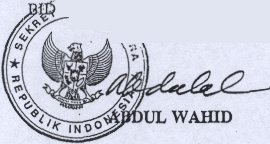 BID
SEKRE RA
REPUBLIK INDONESIA
ABDUL WAHID